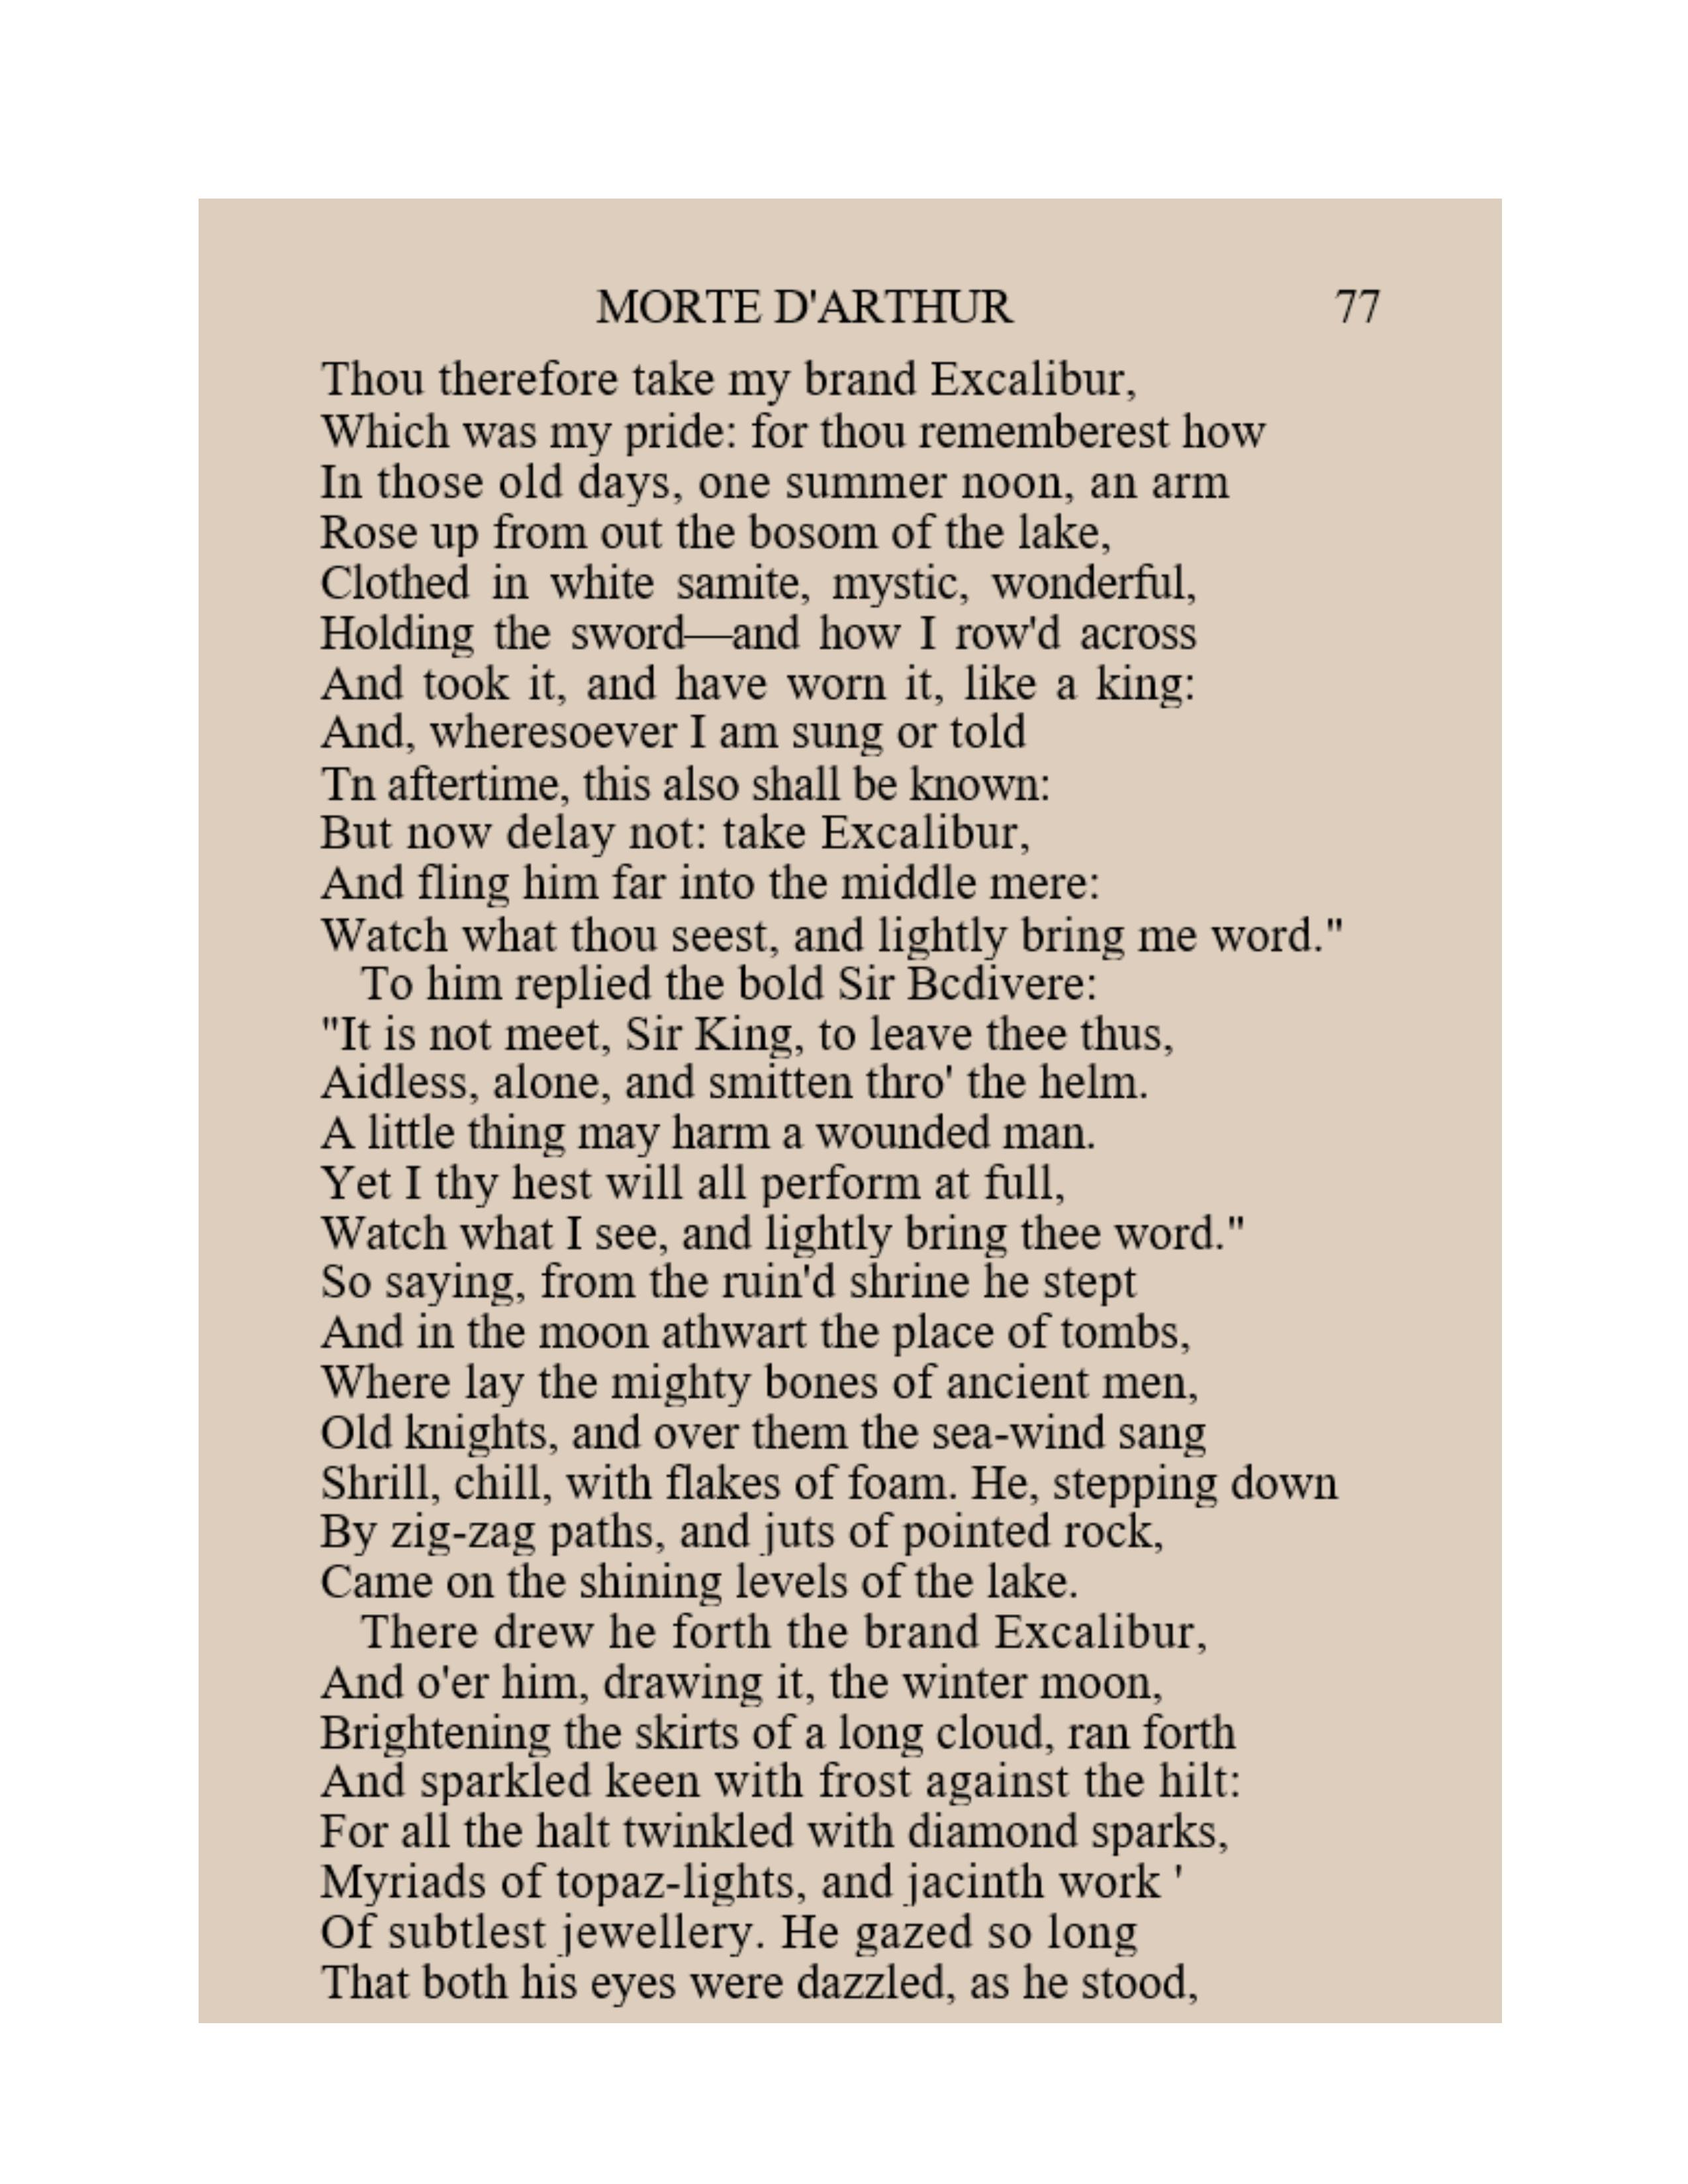 MORTE D'ARTHUR 77
Thou therefore take my brand Excalibur,
Which was my pride: for thou rememberest how
In those old days, one summer noon, an arm
Rose up from out the bosom of the lake,
Clothed in white samite, mystic, wonderful,
Holding the sword—and how I row'd across
And took it, and have worn it, like a king:
And, wheresoever I am sung or told
Tn aftertime, this also shall be known:
But now delay not: take Excalibur,
And fling him far into the middle mere:
Watch what thou seest, and lightly bring me word."
To him replied the bold Sir Bcdivere:
"It is not meet, Sir King, to leave thee thus,
Aidless, alone, and smitten thro' the helm.
A little thing may harm a wounded man.
Yet I thy hest will all perform at full,
Watch what I see, and lightly bring thee word."
So saying, from the ruin'd shrine he stept
And in the moon athwart the place of tombs,
Where lay the mighty bones of ancient men,
Old knights, and over them the sea-wind sang
Shrill, chill, with flakes of foam. He, stepping down
By zig-zag paths, and juts of pointed rock,
Came on the shining levels of the lake.
There drew he forth the brand Excalibur,
And o'er him, drawing it, the winter moon,
Brightening the skirts of a long cloud, ran forth
And sparkled keen with frost against the hilt:
For all the halt twinkled with diamond sparks,
Myriads of topaz-lights, and jacinth work '
Of subtlest jewellery. He gazed so long
That both his eyes were dazzled, as he stood,